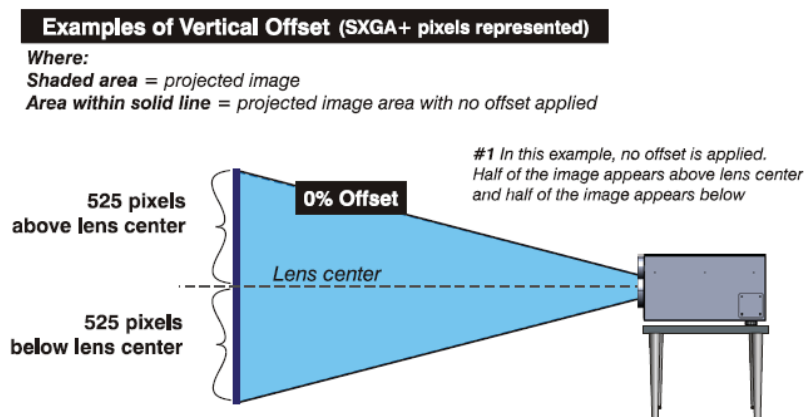 Examples of Vertical Offset (SXGA+ pixels represented)
Where:
Shaded area = projected image
Area within solid line = projected image area with no offset applied
#1 In this example, no offset is applied.
Half of the image appears above lens center
and half of the image appears below
525 pixels
above lens center
0% Offset
Lens center
525 pixels
below lens center